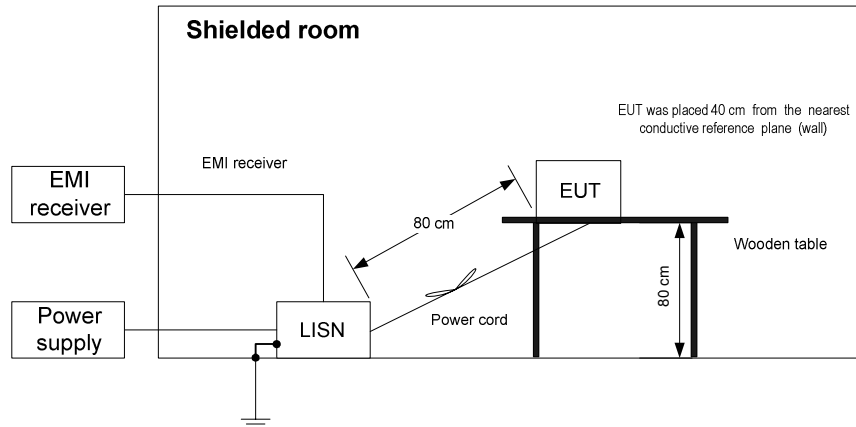 Shielded room
EUT was placed 40 cm from the nearest
conductive reference plane (wall)
EMI receiver
EMI
receiver
EUT
80 cm
Wooden table
80 cm
Power
supply
LISN
Power cord